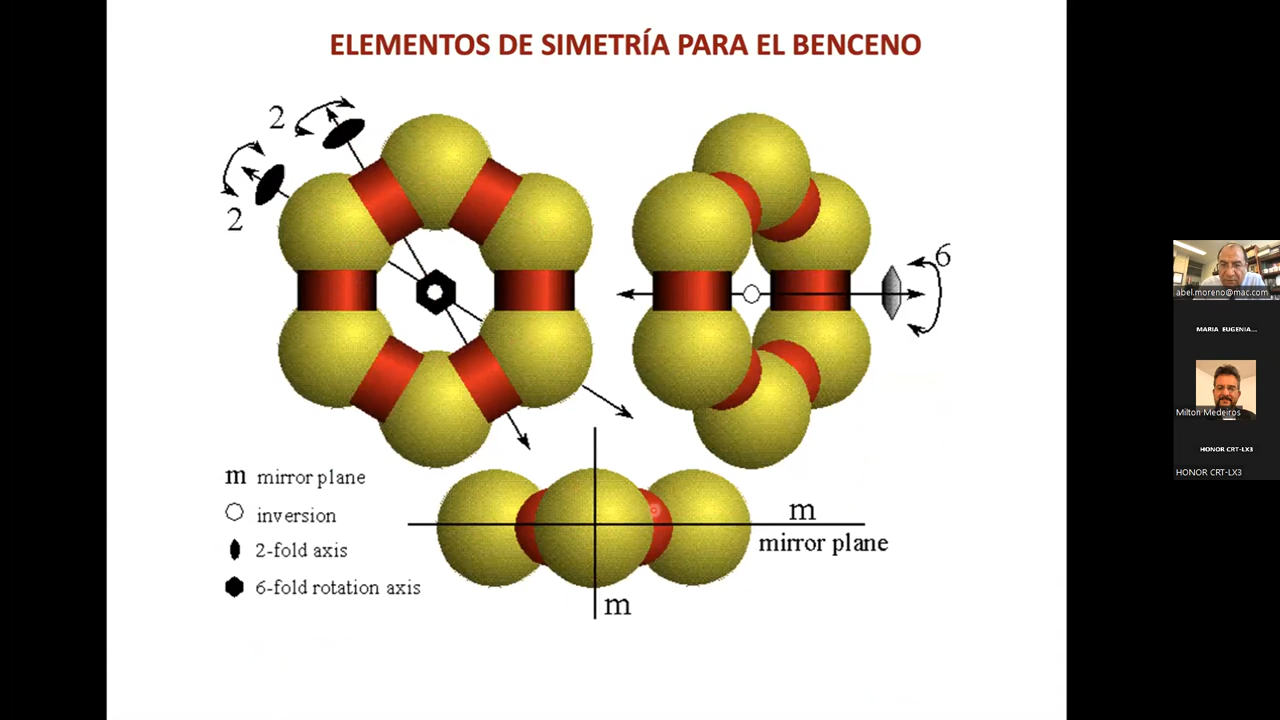 ELEMENTOS DE SIMETRÍA PARA EL BENCENO
2
2
6
m mirror plane
inversion
2-fold axis
6-fold rotation axis
m
mirror plane
m
abel.moreno@mac.com
MARIA EUGENIA...
Milton Medeiros
HONOR CRT-LX3
HONOR CRT-LX3